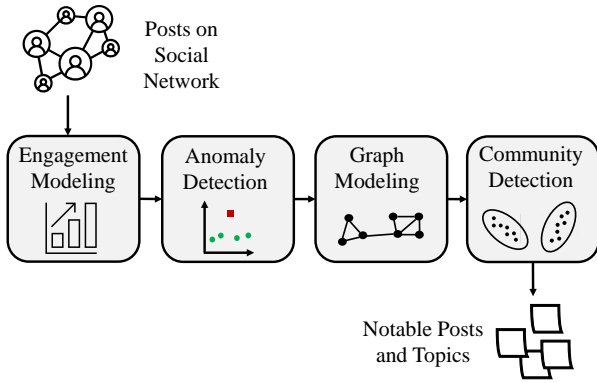 Posts on
Social
Network
Engagement
Modeling
Anomaly
Detection
Graph
Modeling
Community
Detection
Notable Posts
and Topics